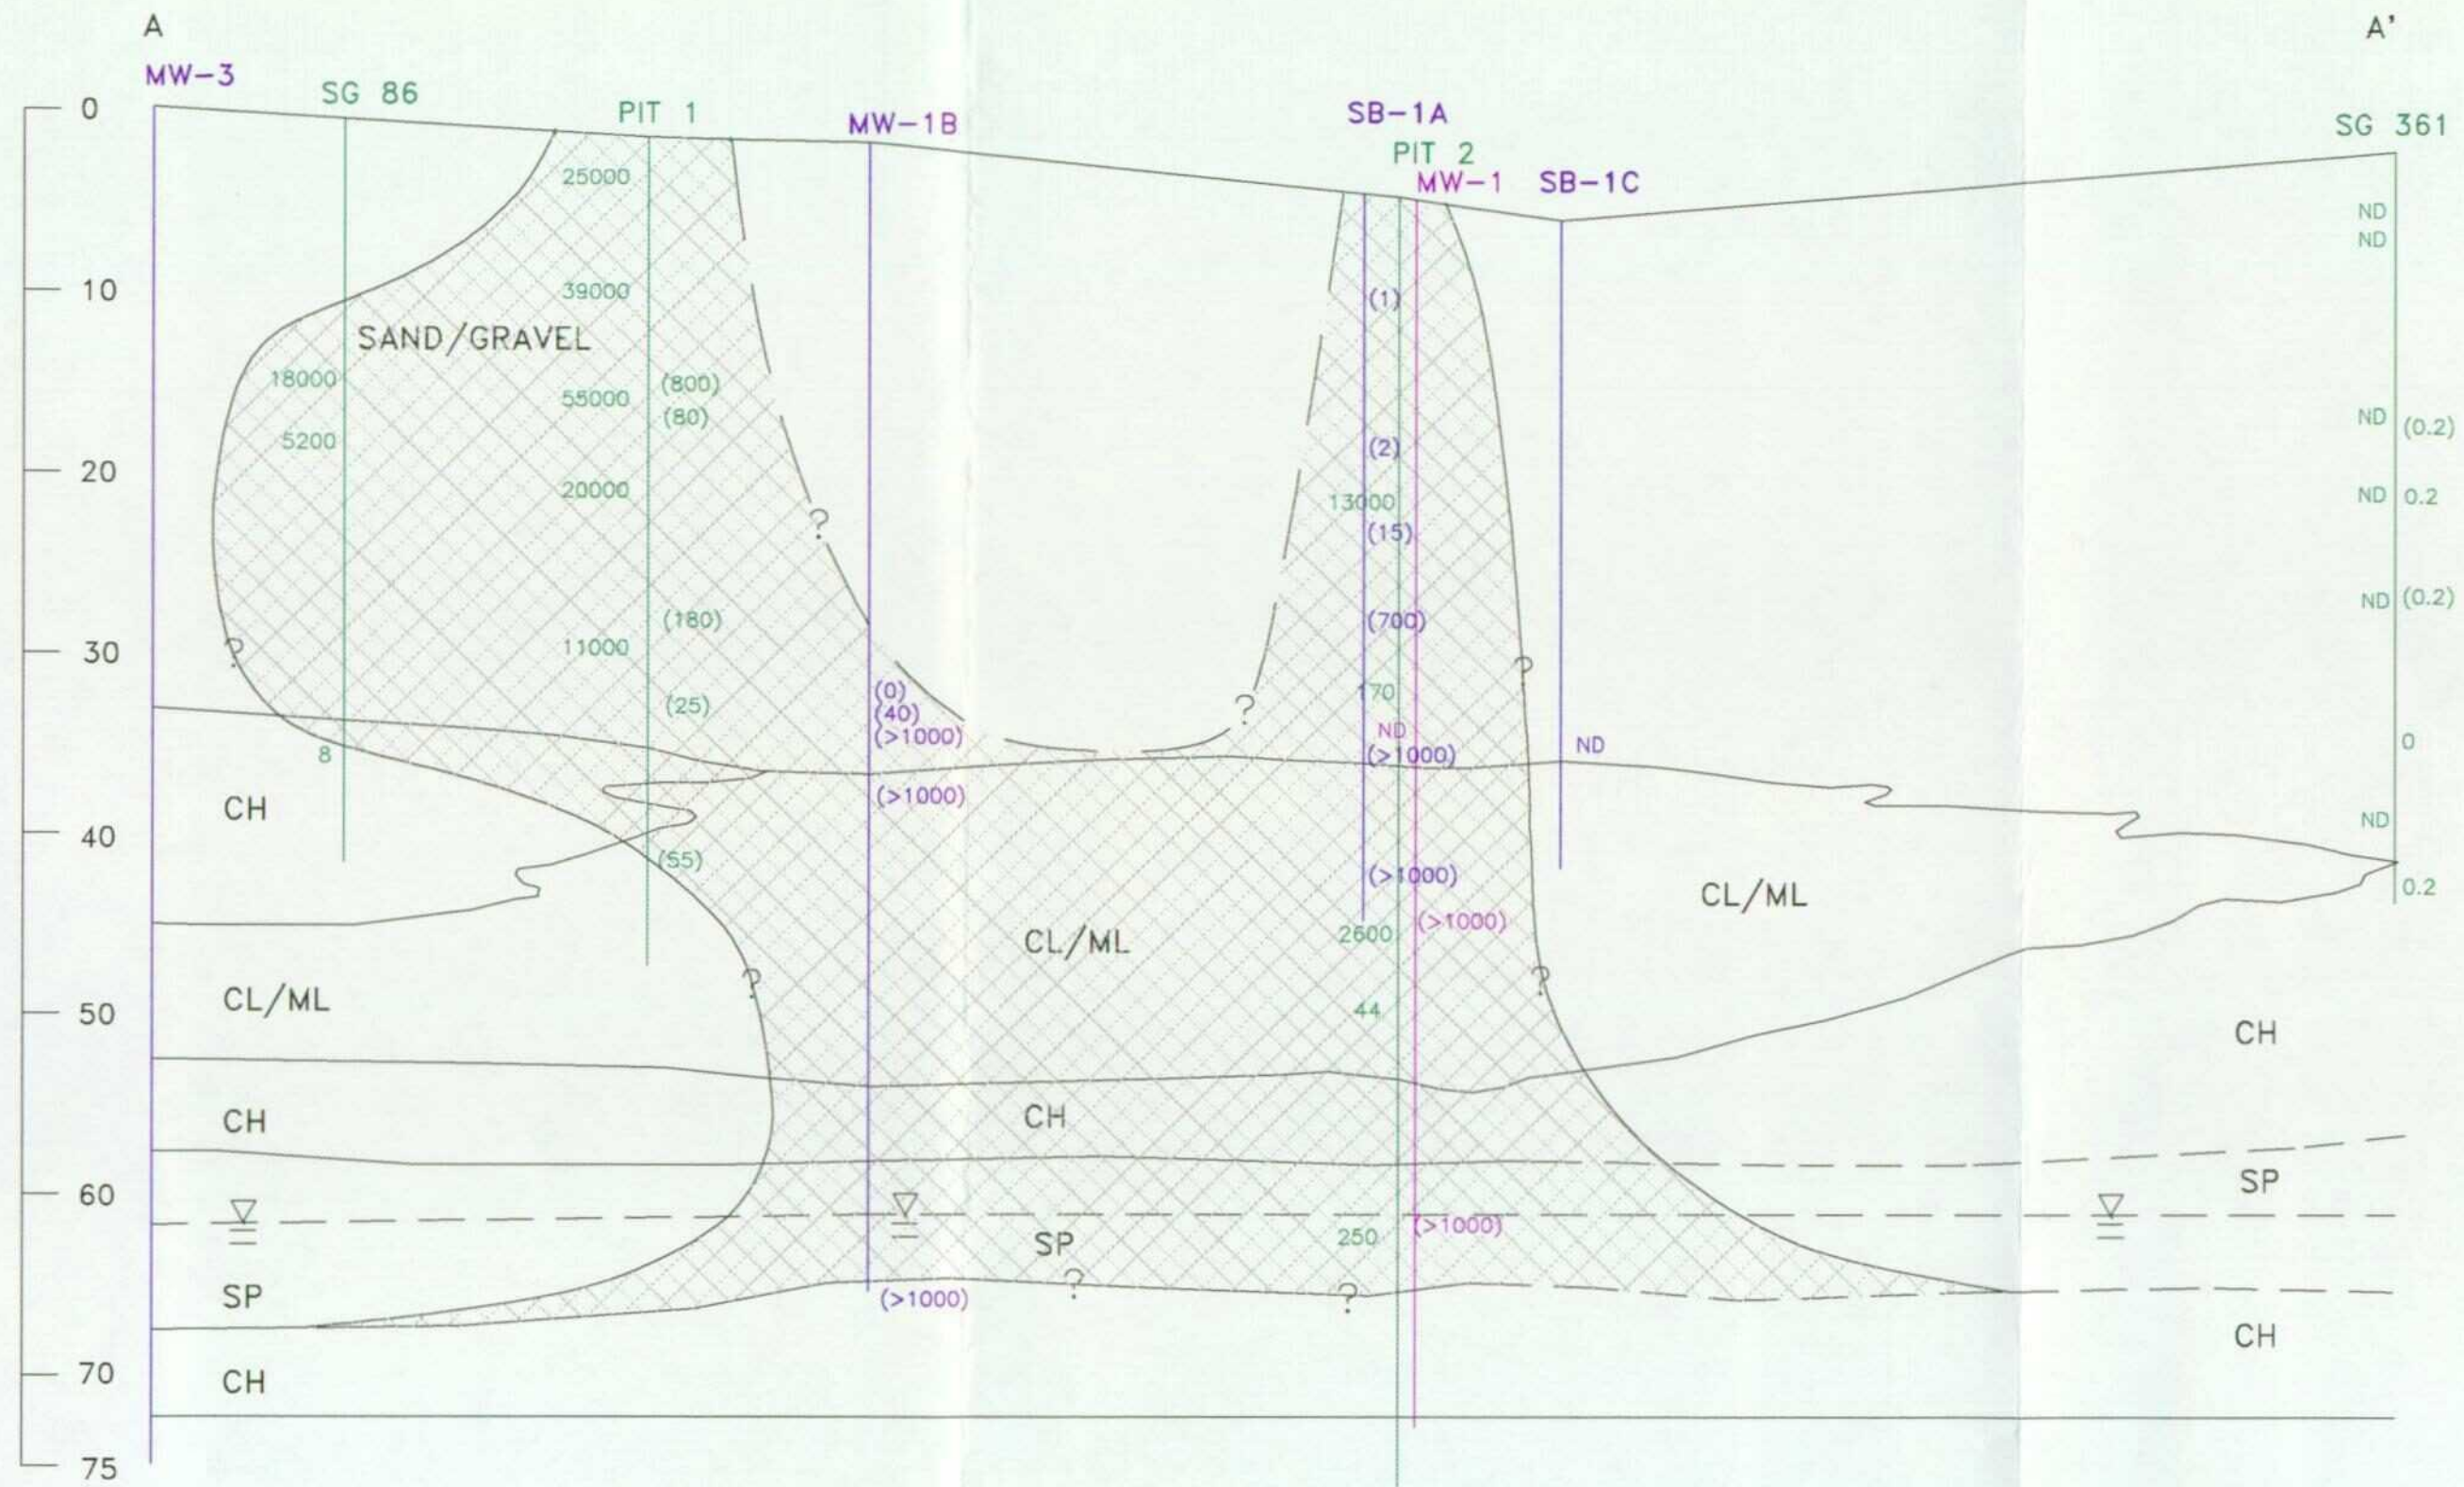 A A'
MW-3
SG 86
PIT 1
MW-1B
SB-1A
PIT 2
MW-1 SB-1C
SG 361
0
25000
ND
ND
10
39000
(1)
SAND/GRAVEL
18000
55000 (800)
(80)
ND (0.2)
5200
(2)
20
20000
13000
ND 0.2
?
(15)
(180)
(700)
ND (0.2)
30
?
11000
?
(0)
170
(25)
(40)
?
(>1000)
ND
8
(>1000)
ND
0
CH
(>1000)
40
ND
(55)
(>1000)
CL/ML
0.2
CL/ML
2600 (>1000)
?
?
50
CL/ML
44
CH
CH
CH
60
SP
SP
250 (>1000)
SP
?
?
(>1000)
CH
70
CH
75